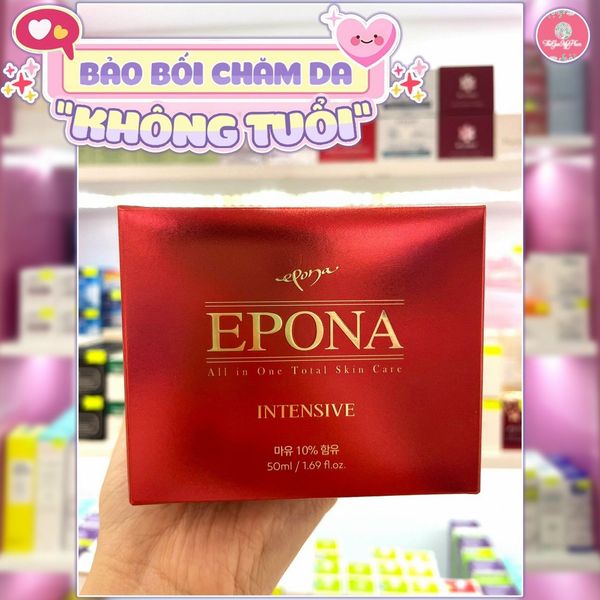 BẢO BỐI CHĂM DA
"KHÔNG TUỔI"
epona
EPONA
All in One Total Skin Care
INTENSIVE
마유 10% 함유
50ml / 1.69 fl.oz.